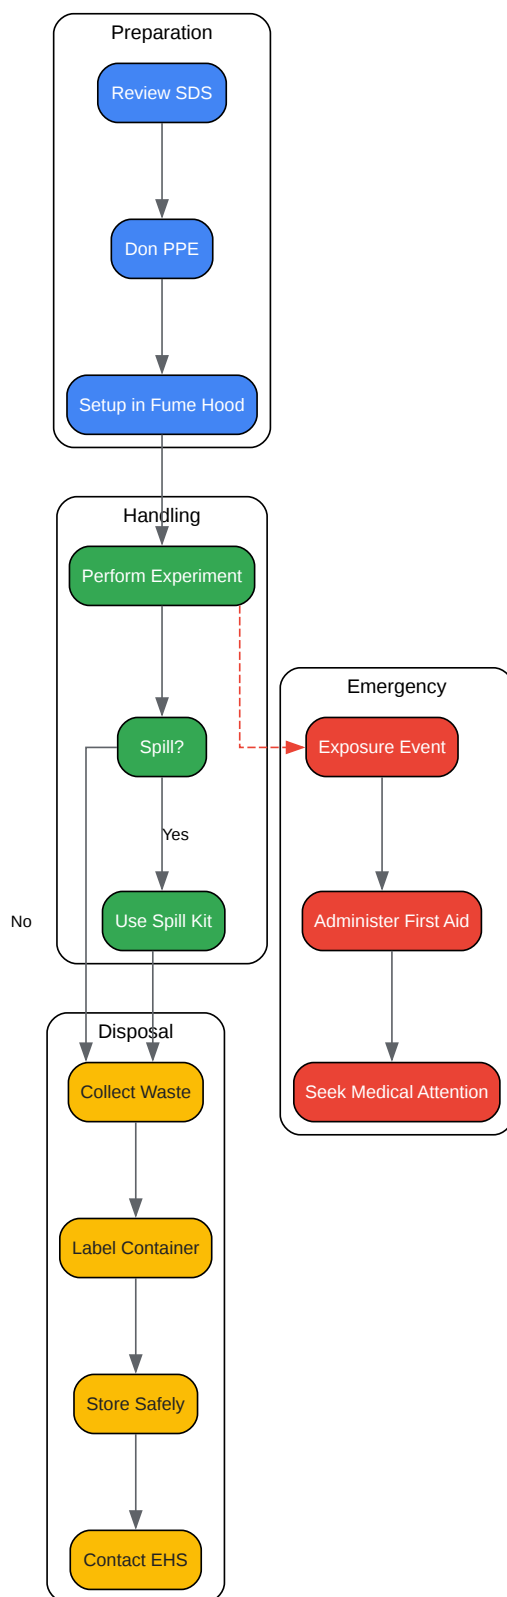 Preparation
Review SDS
Don PPE
Setup in Fume Hood
Handling
Perform Experiment
Emergency
Spill?
Exposure Event
Yes
No
Use Spill Kit
Administer First Aid
Disposal
Collect Waste
Seek Medical Attention
Label Container
Store Safely
Contact EHS